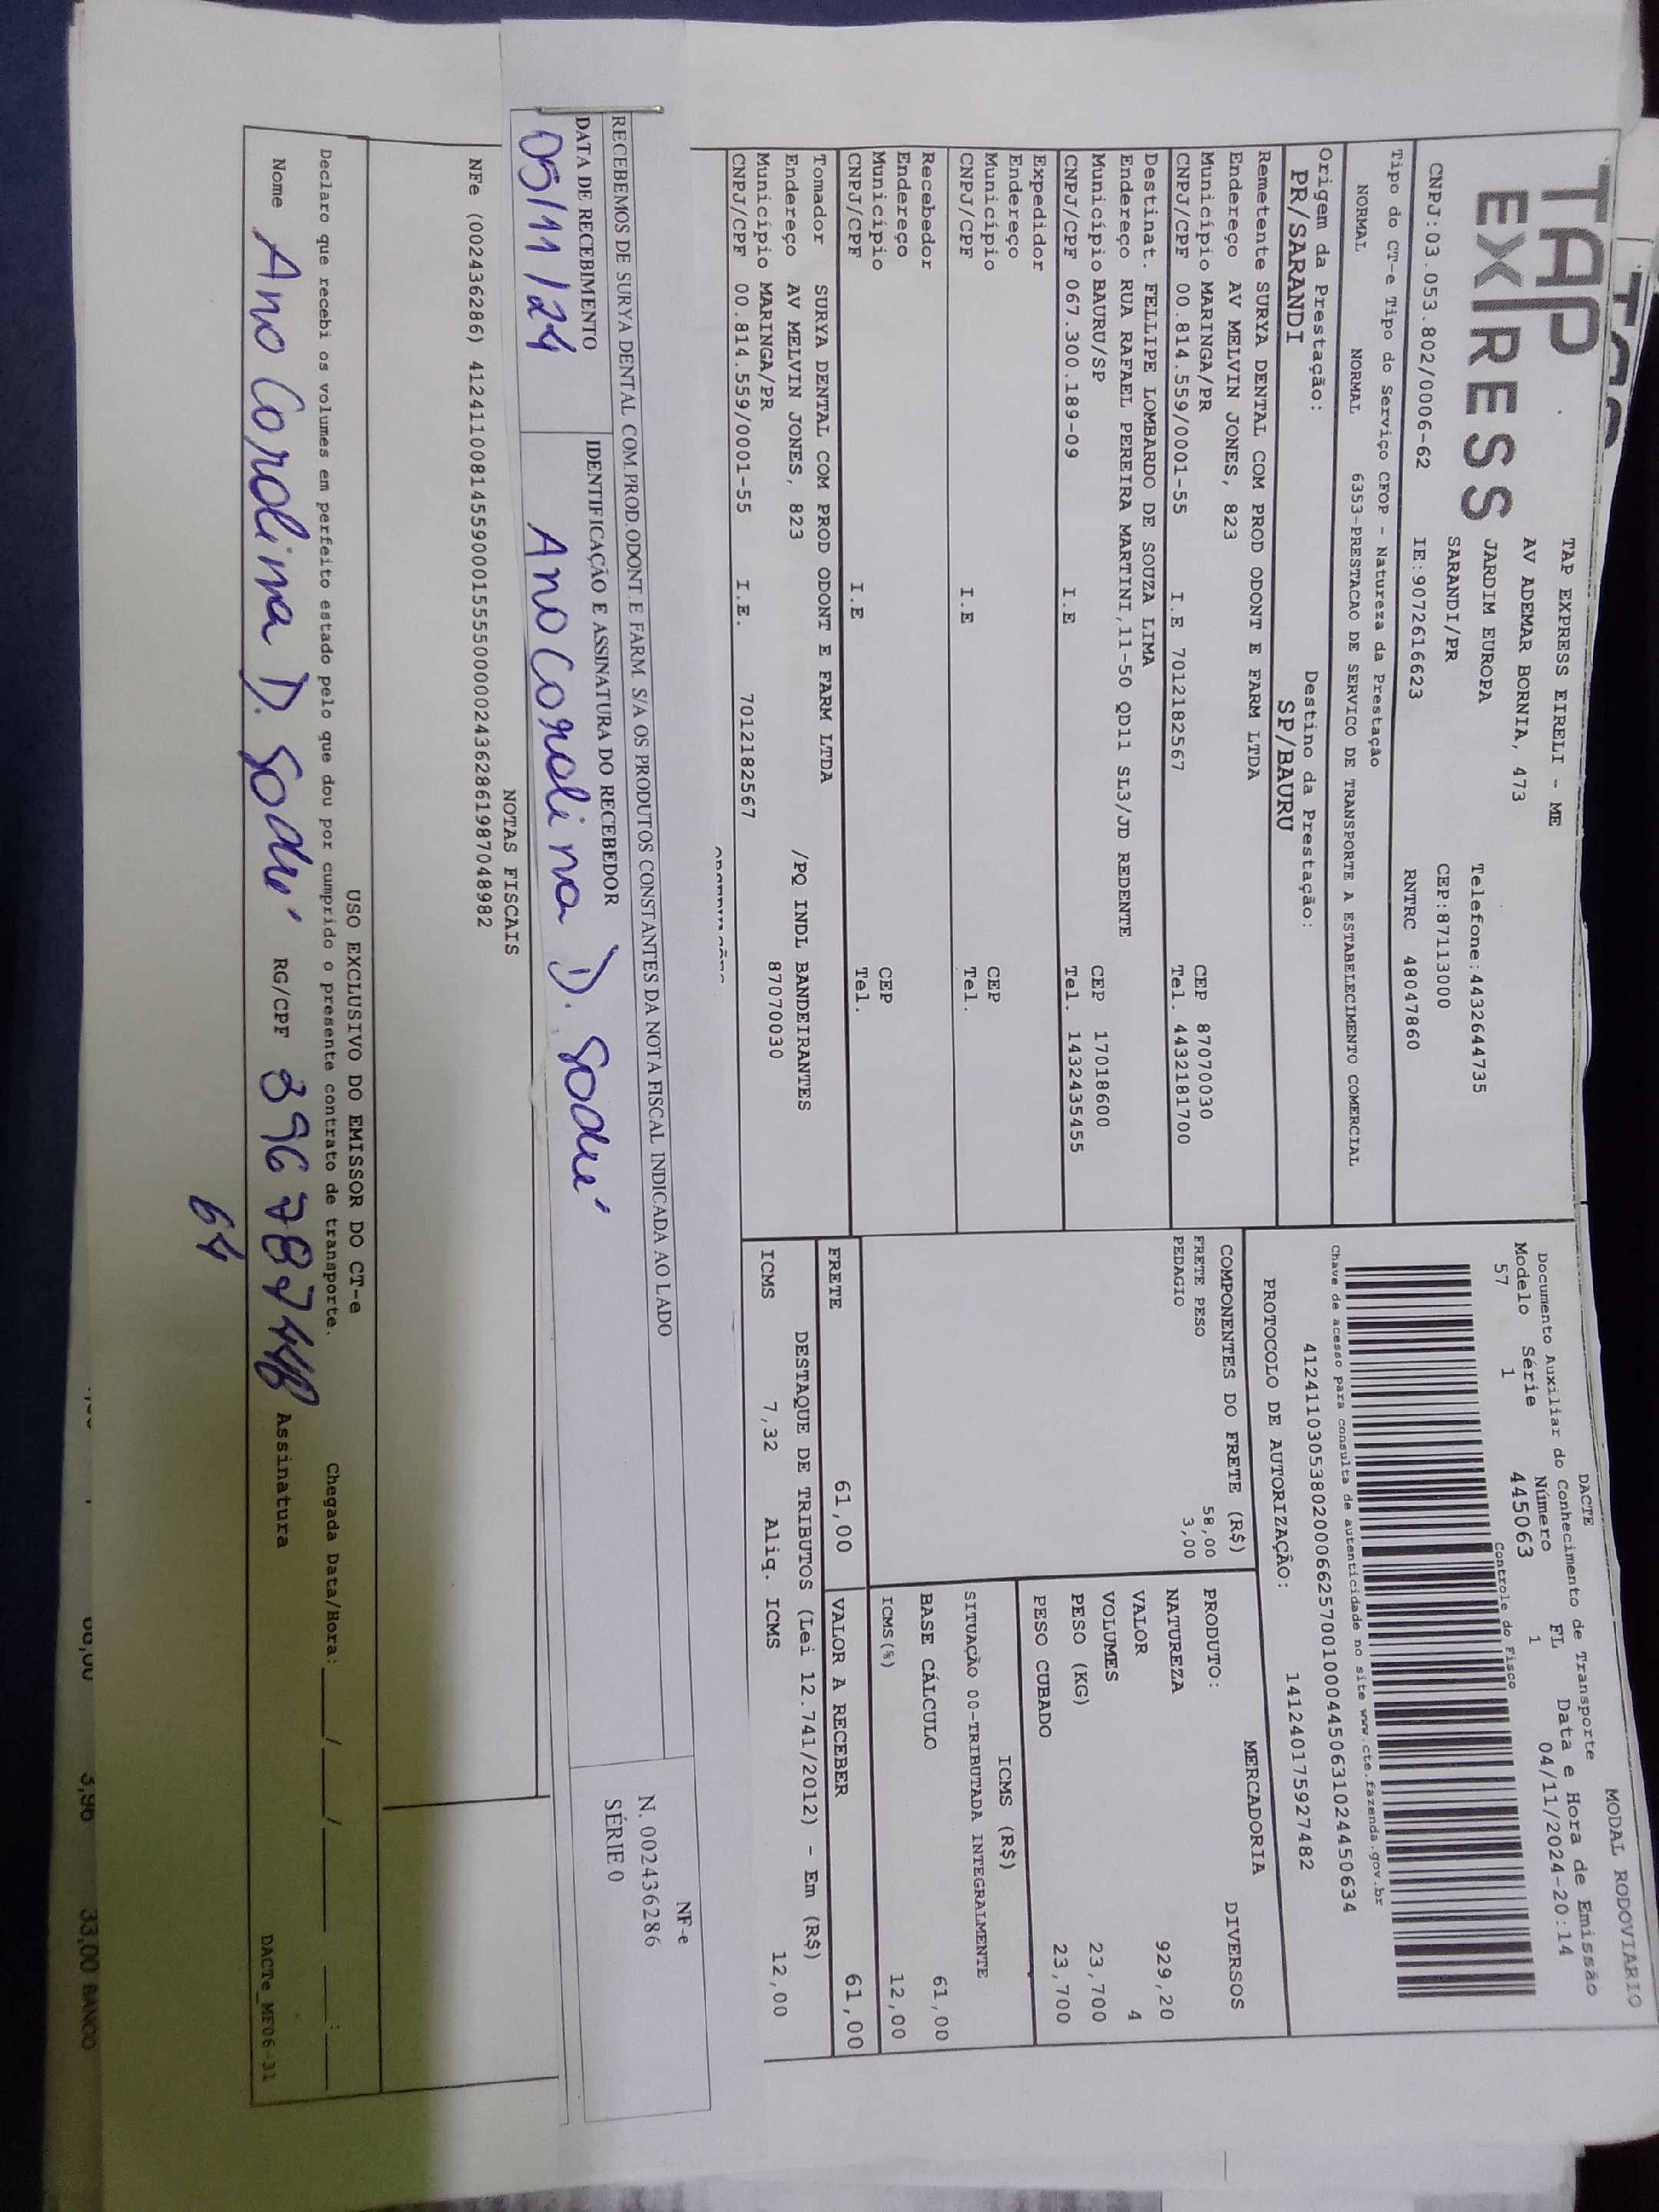 TAP
EXPRESS
TAP EXPRESS EIRELI - ME
AV ADEMAR BORNIA, 473
JARDIM EUROPA
SARANDI/PR
Telefone:4432644735
CEP:87113000
CNPJ:03.053.802/0006-62 IE:9072616623 RNTRC 48047860
MODAL RODOVIARIO
DACTE
Documento Auxiliar do Conhecimento de Transporte
Modelo Série Número FL Data e Hora de Emissão
57 1 445063 1 04/11/2024-20:14
Controle do Fisco
Chave de acesso para consulta de autenticidade no site www.cte.fazenda.gov.br
41241103053802000662570010004450631024450634
PROTOCOLO DE AUTORIZAÇÃO: 141240175927482
Tipo do CT-e Tipo do Serviço CFOP - Natureza da Prestação
NORMAL NORMAL 6353-PRESTACAO DE SERVICO DE TRANSPORTE A ESTABELECIMENTO COMERCIAL
Origem da Prestação: Destino da Prestação:
PR/SARANDI SP/BAURU
Remetente SURYA DENTAL COM PROD ODONT E FARM LTDA
Endereço AV MELVIN JONES, 823
Município MARINGA/PR CEP 87070030
CNPJ/CPF 00.814.559/0001-55 I.E 7012182567 Tel. 4432181700
Destinat. FELLIPE LOMBARDO DE SOUZA LIMA
Endereço RUA RAFAEL PEREIRA MARTINI,11-50 QD11 SL3/JD REDENTE
Município BAURU/SP CEP 17018600
CNPJ/CPF 067.300.189-09 I.E Tel. 1432435455
Expedidor
Endereço
Município CEP
CNPJ/CPF I.E Tel.
Recebedor
Endereço
Município CEP
CNPJ/CPF I.E Tel.
Tomador SURYA DENTAL COM PROD ODONT E FARM LTDA
Endereço AV MELVIN JONES, 823 /PQ INDL BANDEIRANTES
Município MARINGA/PR 87070030
CNPJ/CPF 00.814.559/0001-55 I.E. 7012182567
COMPONENTES DO FRETE (R$)
FRETE PESO 58,00
PEDAGIO 3,00
MERCADORIA
PRODUTO: DIVERSOS
NATUREZA
VALOR 929,20
VOLUMES 4
PESO (KG) 23,700
PESO CUBADO 23,700
ICMS (R$)
SITUAÇÃO 00-TRIBUTADA INTEGRALMENTE
BASE CÁLCULO 61,00
ICMS(%) 12,00
FRETE 61,00 VALOR A RECEBER 61,00
DESTAQUE DE TRIBUTOS (Lei 12.741/2012) - Em (R$)
ICMS 7,32 Aliq. ICMS 12,00
RECEBEMOS DE SURYA DENTAL COM.PROD.ODONT.E FARM. S/A OS PRODUTOS CONSTANTES DA NOTA FISCAL INDICADA AO LADO
DATA DE RECEBIMENTO IDENTIFICAÇÃO E ASSINATURA DO RECEBEDOR
05/11/24 Ana Carolina D. Sodré
NF-e
N. 002436286
SÉRIE 0
NOTAS FISCAIS
NFe (002436286) 41241100814559000155550000024362861987048982
USO EXCLUSIVO DO EMISSOR DO CT-e
Declaro que recebi os volumes em perfeito estado pelo que dou por cumprido o presente contrato de transporte. Chegada Data/Hora:____/____/______ ____:____
Nome Ana Carolina D. Sodré RG/CPF Assinatura
DACTe_MF06-31
33,00 BANCO